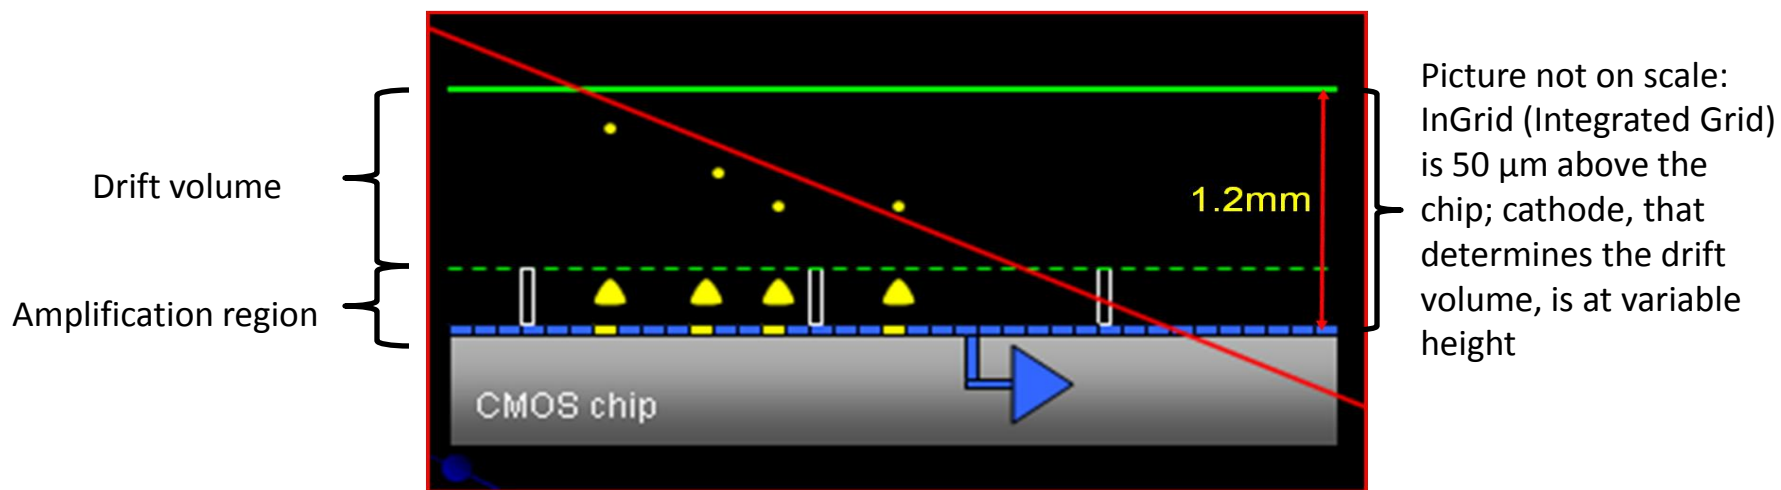 Drift volume
Amplification region
1.2mm
CMOS chip
Picture not on scale:
InGrid (Integrated Grid)
is 50 µm above the
chip; cathode, that
determines the drift
volume, is at variable
height